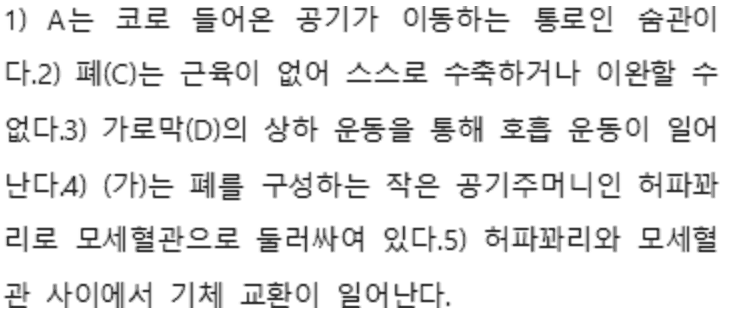 1) A는 코로 들어온 공기가 이동하는 통로인 숨관이
다.2) 폐(C)는 근육이 없어 스스로 수축하거나 이완할 수
없다.3) 가로막(D)의 상하 운동을 통해 호흡 운동이 일어
난다.4) (가)는 폐를 구성하는 작은 공기주머니인 허파꽈
리로 모세혈관으로 둘러싸여 있다.5) 허파꽈리와 모세혈
관 사이에서 기체 교환이 일어난다.